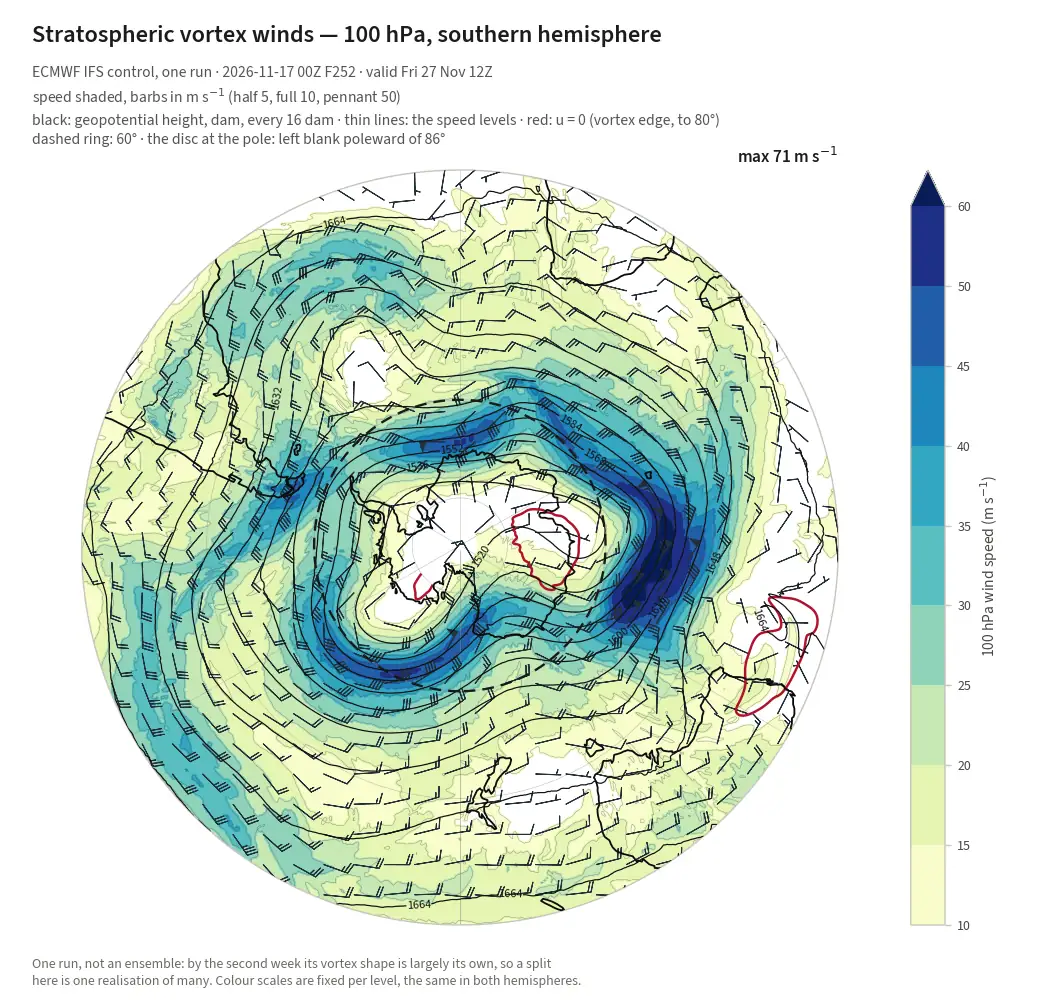 Stratospheric vortex winds — 100 hPa, southern hemisphere
ECMWF IFS control, one run · 2026-11-17 00Z F252 · valid Fri 27 Nov 12Z
speed shaded, barbs in m s⁻¹ (half 5, full 10, pennant 50)
black: geopotential height, dam, every 16 dam · thin lines: the speed levels · red: u = 0 (vortex edge, to 80°)
dashed ring: 60° · the disc at the pole: left blank poleward of 86°
max 71 m s⁻¹
60
50
45
40
35
30
25
20
15
10
100 hPa wind speed (m s⁻¹)
1664
1632
1584
1568
1520
1648
1664
1664
1664
One run, not an ensemble: by the second week its vortex shape is largely its own, so a split
here is one realisation of many. Colour scales are fixed per level, the same in both hemispheres.